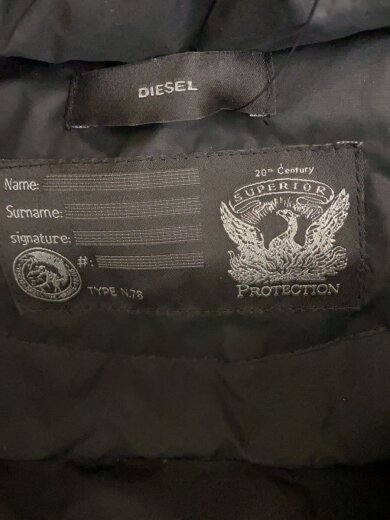 DIESEL
Name:
Surname:
signature:
#:
TYPE N.78
20th Century
SUPERIOR
PROTECTION